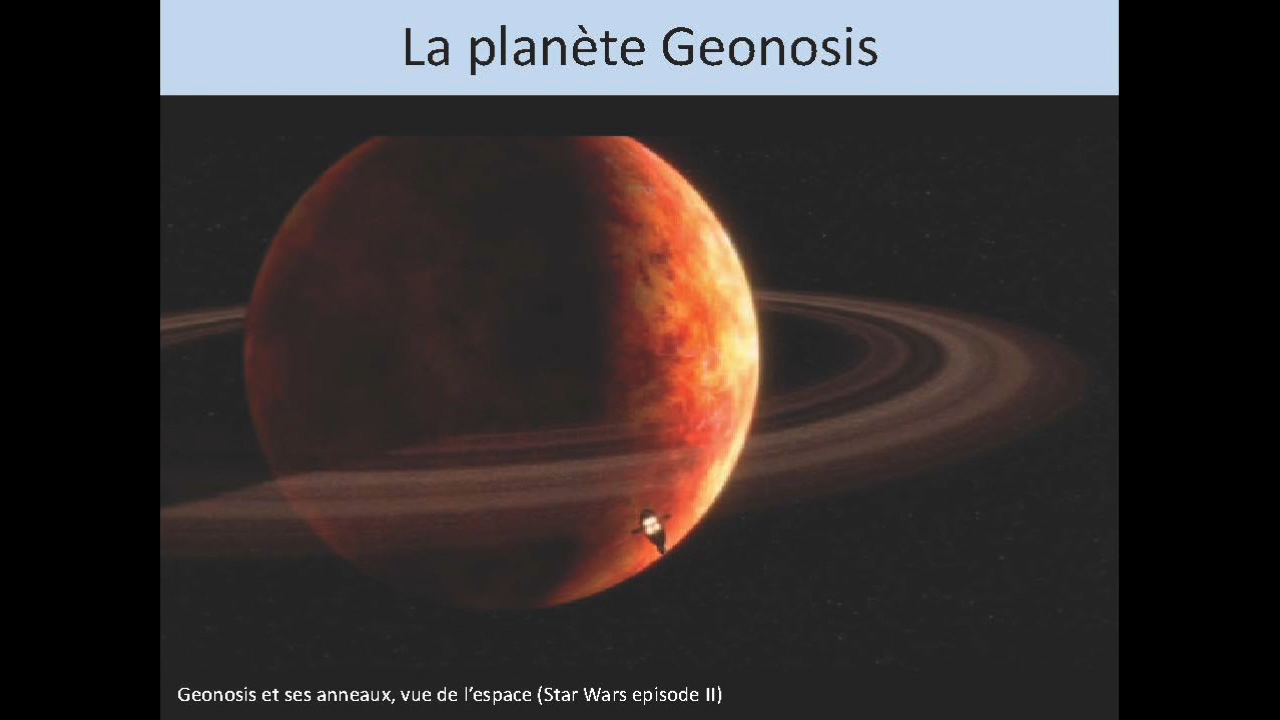 La planète Geonosis
Geonosis et ses anneaux, vue de l’espace (Star Wars episode II)